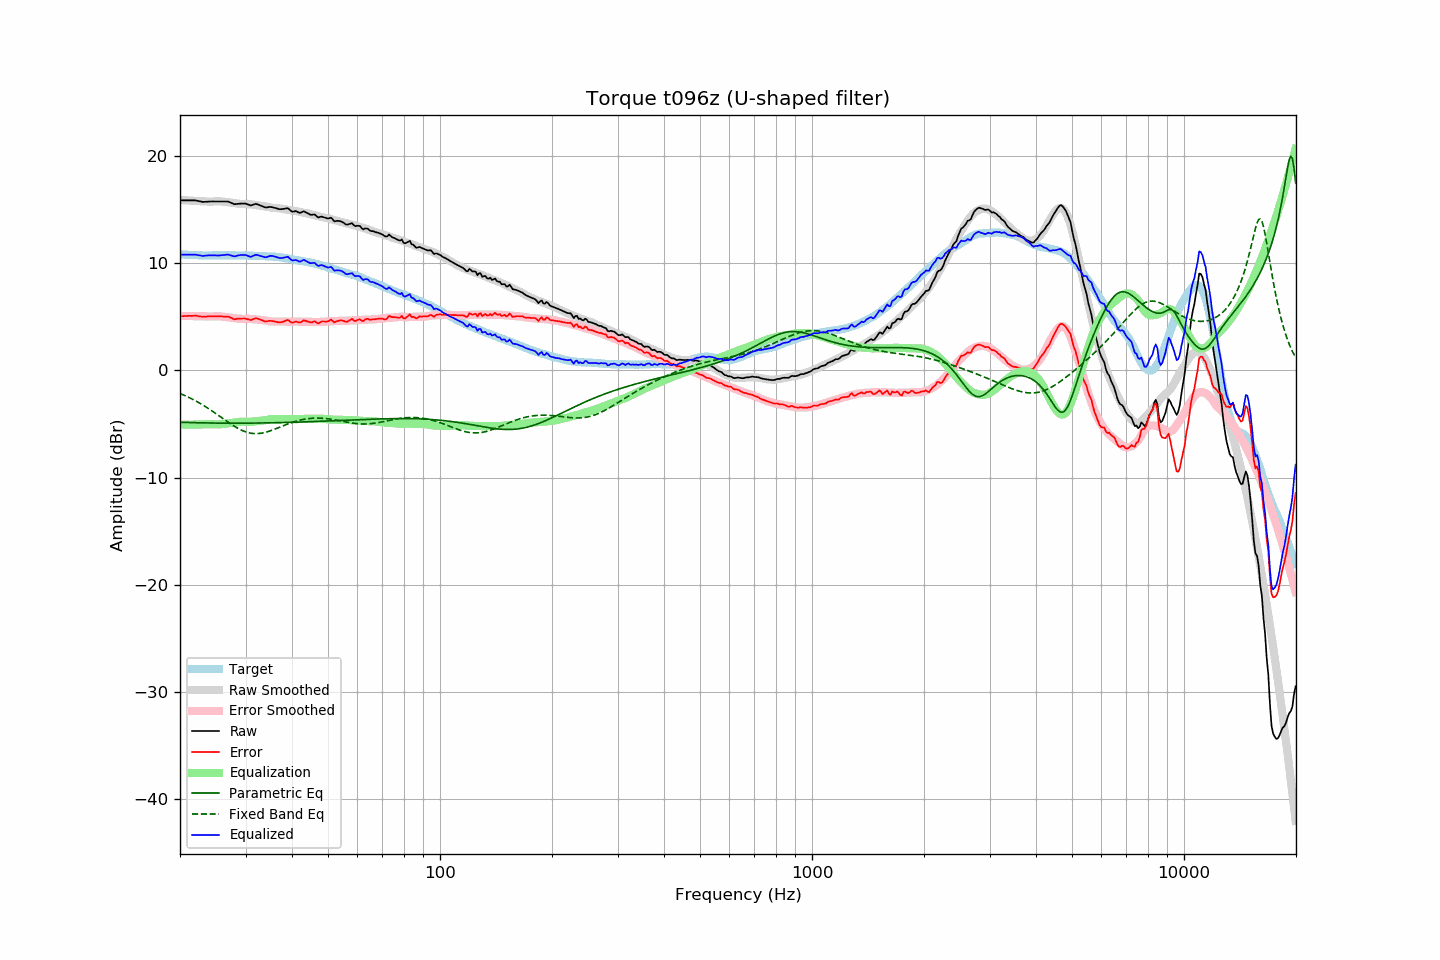 Torque t096z (U-shaped filter)
Amplitude (dBr)
20
10
0
−10
−20
−30
−40
Target
Raw Smoothed
Error Smoothed
Raw
Error
Equalization
Parametric Eq
Fixed Band Eq
Equalized
100
1000
10000
Frequency (Hz)